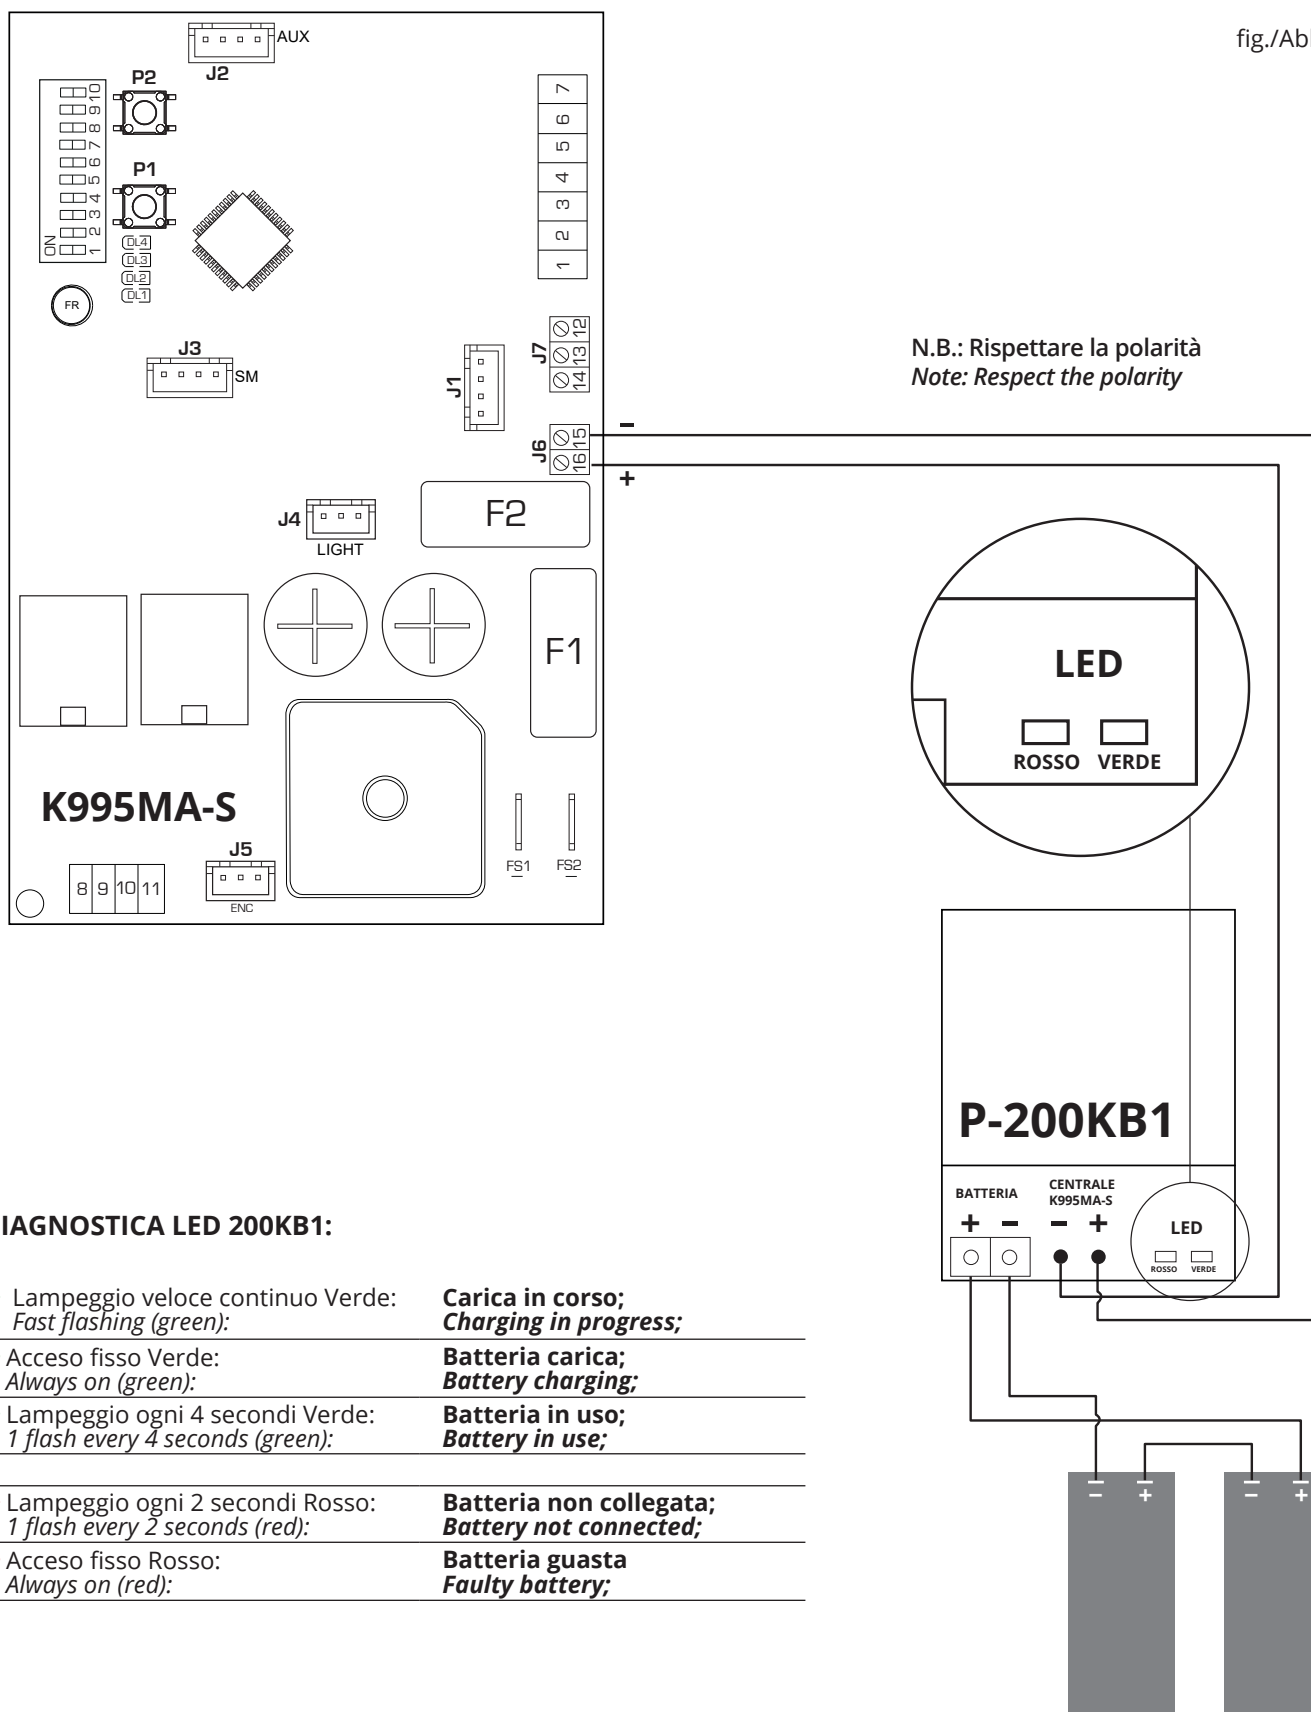 AUX
J2
fig./Ab
P2
10
9
8
7
6
5
4
3
2
1
ON
P1
DL4
DL3
DL2
DL1
FR
7
6
5
4
3
2
1
J3
SM
J1
J7
12
13
14
N.B.: Rispettare la polarità
Note: Respect the polarity
J6
15
16
−
+
J4
LIGHT
F2
F1
LED
ROSSO VERDE
K995MA-S
J5
ENC
8 9 10 11
FS1
FS2
P-200KB1
BATTERIA
+ −
CENTRALE
K995MA-S
− +
LED
ROSSO VERDE
IAGNOSTICA LED 200KB1:
Lampeggio veloce continuo Verde: Carica in corso;
Fast flashing (green): Charging in progress;
Acceso fisso Verde: Batteria carica;
Always on (green): Battery charging;
Lampeggio ogni 4 secondi Verde: Batteria in uso;
1 flash every 4 seconds (green): Battery in use;
Lampeggio ogni 2 secondi Rosso: Batteria non collegata;
1 flash every 2 seconds (red): Battery not connected;
Acceso fisso Rosso: Batteria guasta
Always on (red): Faulty battery;
− + − +